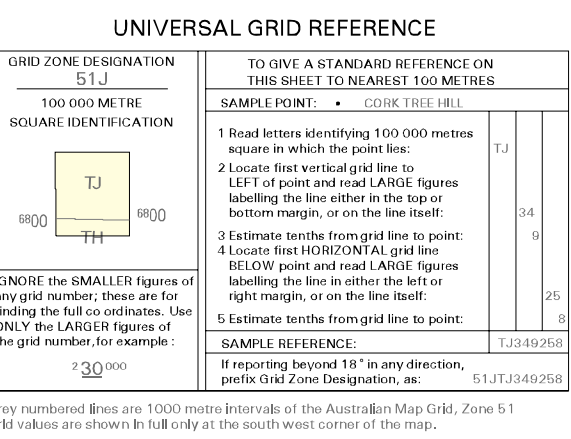 UNIVERSAL GRID REFERENCE
GRID ZONE DESIGNATION
51J
100 000 METRE
SQUARE IDENTIFICATION
TJ
6800 6800
TH
IGNORE the SMALLER figures of
any grid number; these are for
finding the full co ordinates. Use
ONLY the LARGER figures of
the grid number,for example :
2 30 000
TO GIVE A STANDARD REFERENCE ON
THIS SHEET TO NEAREST 100 METRES
SAMPLE POINT: • CORK TREE HILL
1 Read letters identifying 100 000 metres
square in which the point lies: TJ
2 Locate first vertical grid line to
LEFT of point and read LARGE figures
labelling the line either in the top or
bottom margin, or on the line itself: 34
3 Estimate tenths from grid line to point: 9
4 Locate first HORIZONTAL grid line
BELOW point and read LARGE figures
labelling the line in either the left or
right margin, or on the line itself: 25
5 Estimate tenths from grid line to point: 8
SAMPLE REFERENCE: TJ349258
If reporting beyond 18° in any direction,
prefix Grid Zone Designation, as: 51JTJ349258
rey numbered lines are 1000 metre intervals of the Australian Map Grid, Zone 51
ld values are shown In full only at the south west corner of the map.